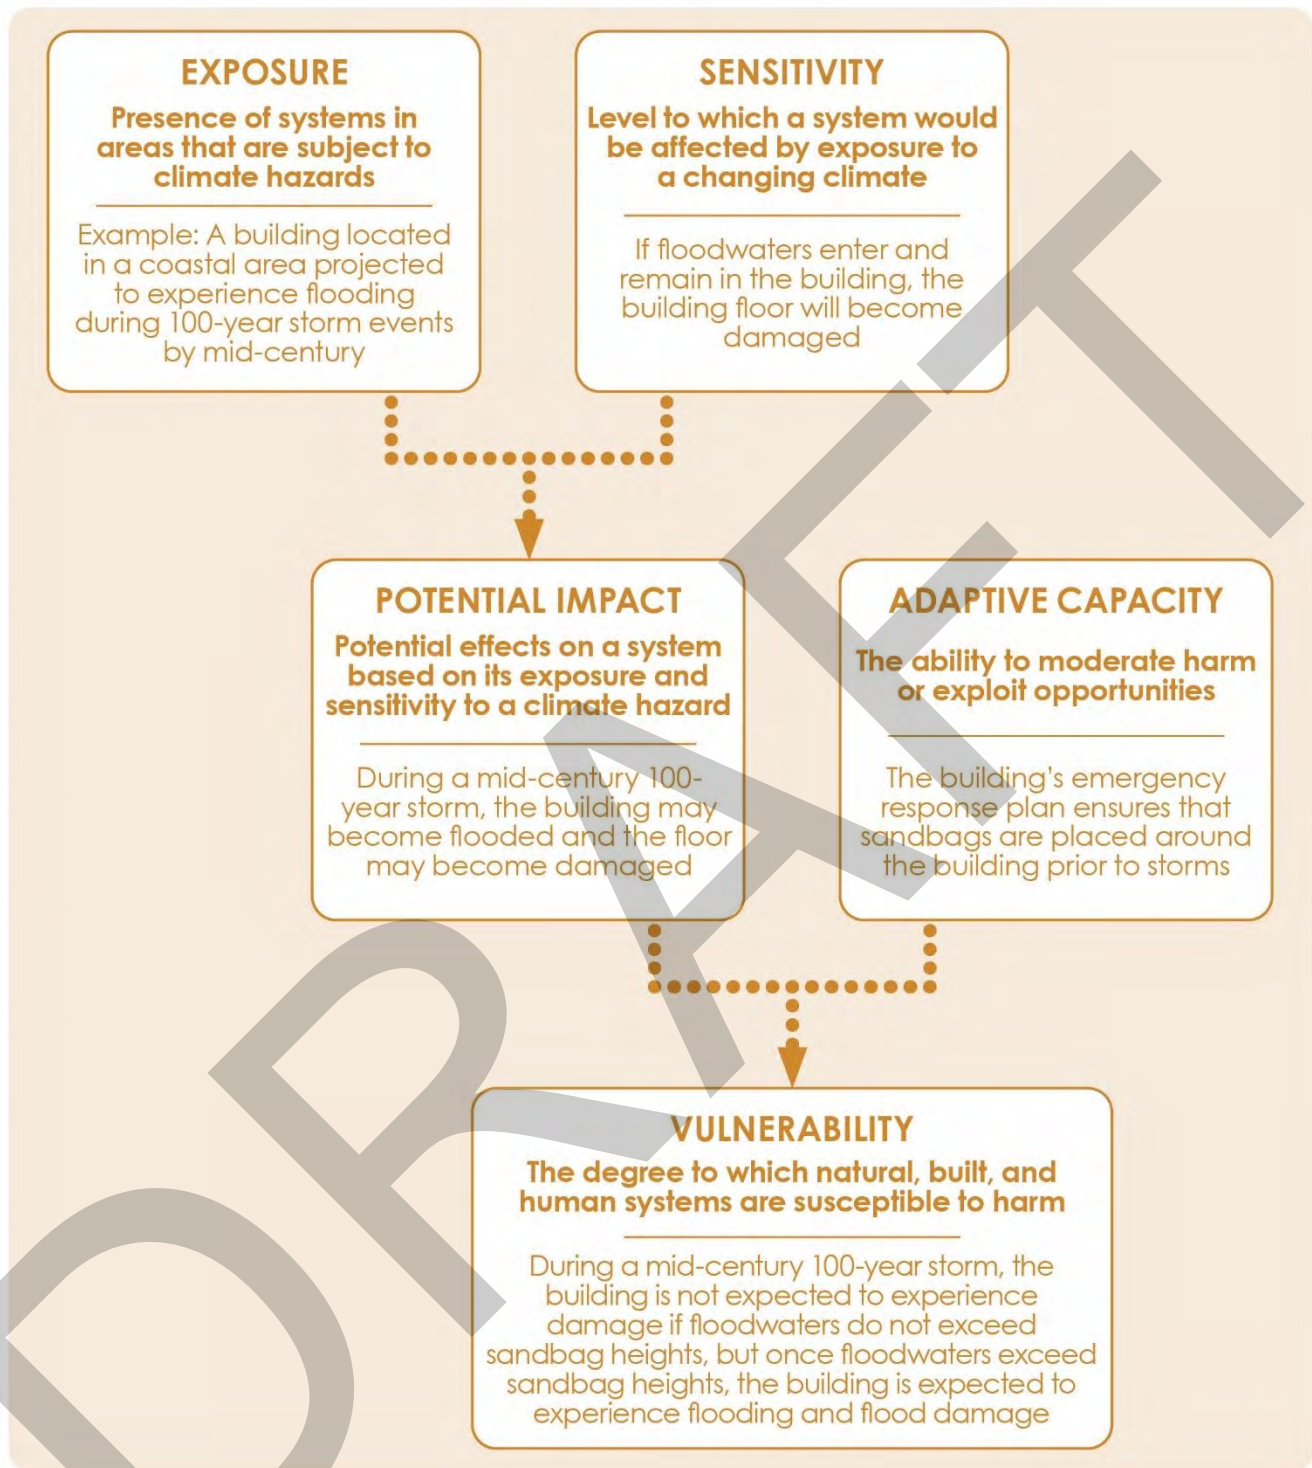 EXPOSURE
Presence of systems in
areas that are subject to
climate hazards
Example: A building located
in a coastal area projected
to experience flooding
during 100-year storm events
by mid-century
SENSITIVITY
Level to which a system would
be affected by exposure to
a changing climate
If floodwaters enter and
remain in the building, the
building floor will become
damaged
POTENTIAL IMPACT
Potential effects on a system
based on its exposure and
sensitivity to a climate hazard
During a mid-century 100-
year storm, the building may
become flooded and the floor
may become damaged
ADAPTIVE CAPACITY
The ability to moderate harm
or exploit opportunities
The building's emergency
response plan ensures that
sandbags are placed around
the building prior to storms
VULNERABILITY
The degree to which natural, built, and
human systems are susceptible to harm
During a mid-century 100-year storm, the
building is not expected to experience
damage if floodwaters do not exceed
sandbag heights, but once floodwaters exceed
sandbag heights, the building is expected to
experience flooding and flood damage
DRAFT